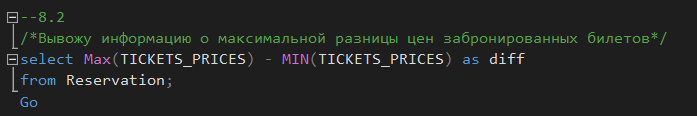 --8.2
/*Вывожу информацию о максимальной разницы цен забронированных билетов*/
select Max(TICKETS_PRICES) - MIN(TICKETS_PRICES) as diff
from Reservation;
Go